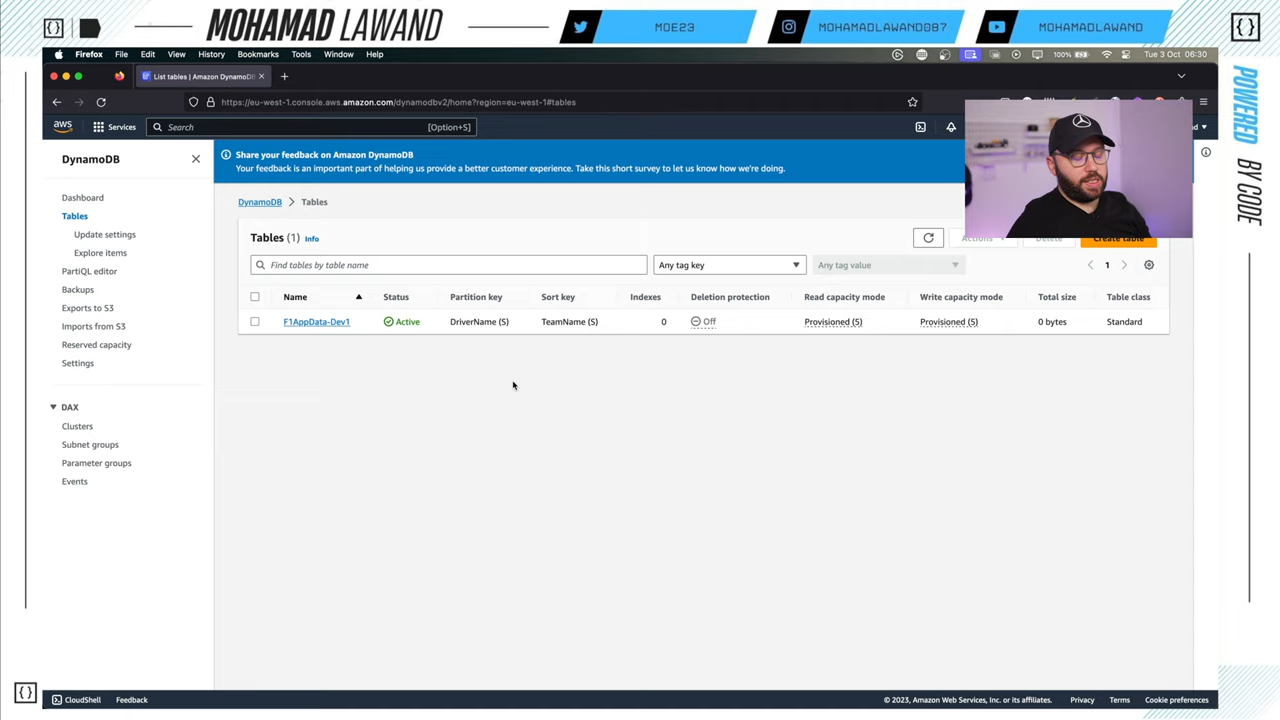 MOHAMAD LAWAND
MOE23
MOHAMADLAWAND087
MOHAMADLAWAND
POWERED BY CODE
Firefox File Edit View History Bookmarks Tools Window Help
100%
Tue 3 Oct 06:30
List tables | Amazon DynamoDB
https://eu-west-1.console.aws.amazon.com/dynamodbv2/home?region=eu-west-1#tables
aws
Services
Search
[Option+S]
DynamoDB
Dashboard
Tables
Update settings
Explore items
PartiQL editor
Backups
Exports to S3
Imports from S3
Reserved capacity
Settings
DAX
Clusters
Subnet groups
Parameter groups
Events
Share your feedback on Amazon DynamoDB
Your feedback is an important part of helping us provide a better customer experience. Take this short survey to let us know how we're doing.
DynamoDB > Tables
Tables (1) Info
Actions
Delete
Create table
Find tables by table name
Any tag key
Any tag value
1
Name Status Partition key Sort key Indexes Deletion protection Read capacity mode Write capacity mode Total size Table class
F1AppData-Dev1 Active DriverName (S) TeamName (S) 0 Off Provisioned (5) Provisioned (5) 0 bytes Standard
CloudShell Feedback
© 2023, Amazon Web Services, Inc. or its affiliates. Privacy Terms Cookie preferences